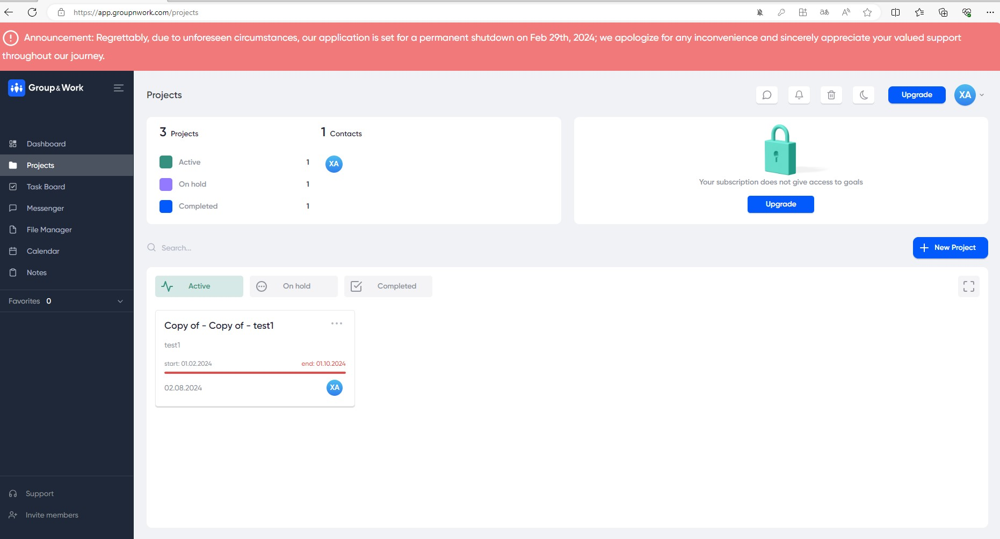 https://app.groupnwork.com/projects
Announcement: Regrettably, due to unforeseen circumstances, our application is set for a permanent shutdown on Feb 29th, 2024; we apologize for any inconvenience and sincerely appreciate your valued support
throughout our journey.
Group & Work
Dashboard
Projects
Task Board
Messenger
File Manager
Calendar
Notes
Favorites 0
Support
Invite members
Projects
Upgrade
XA
3 Projects
1 Contacts
Active 1
XA
On hold 1
Completed 1
Your subscription does not give access to goals
Upgrade
Search...
New Project
Active
On hold
Completed
Copy of - Copy of - test1
test1
start: 01.02.2024 end: 01.10.2024
02.08.2024
XA